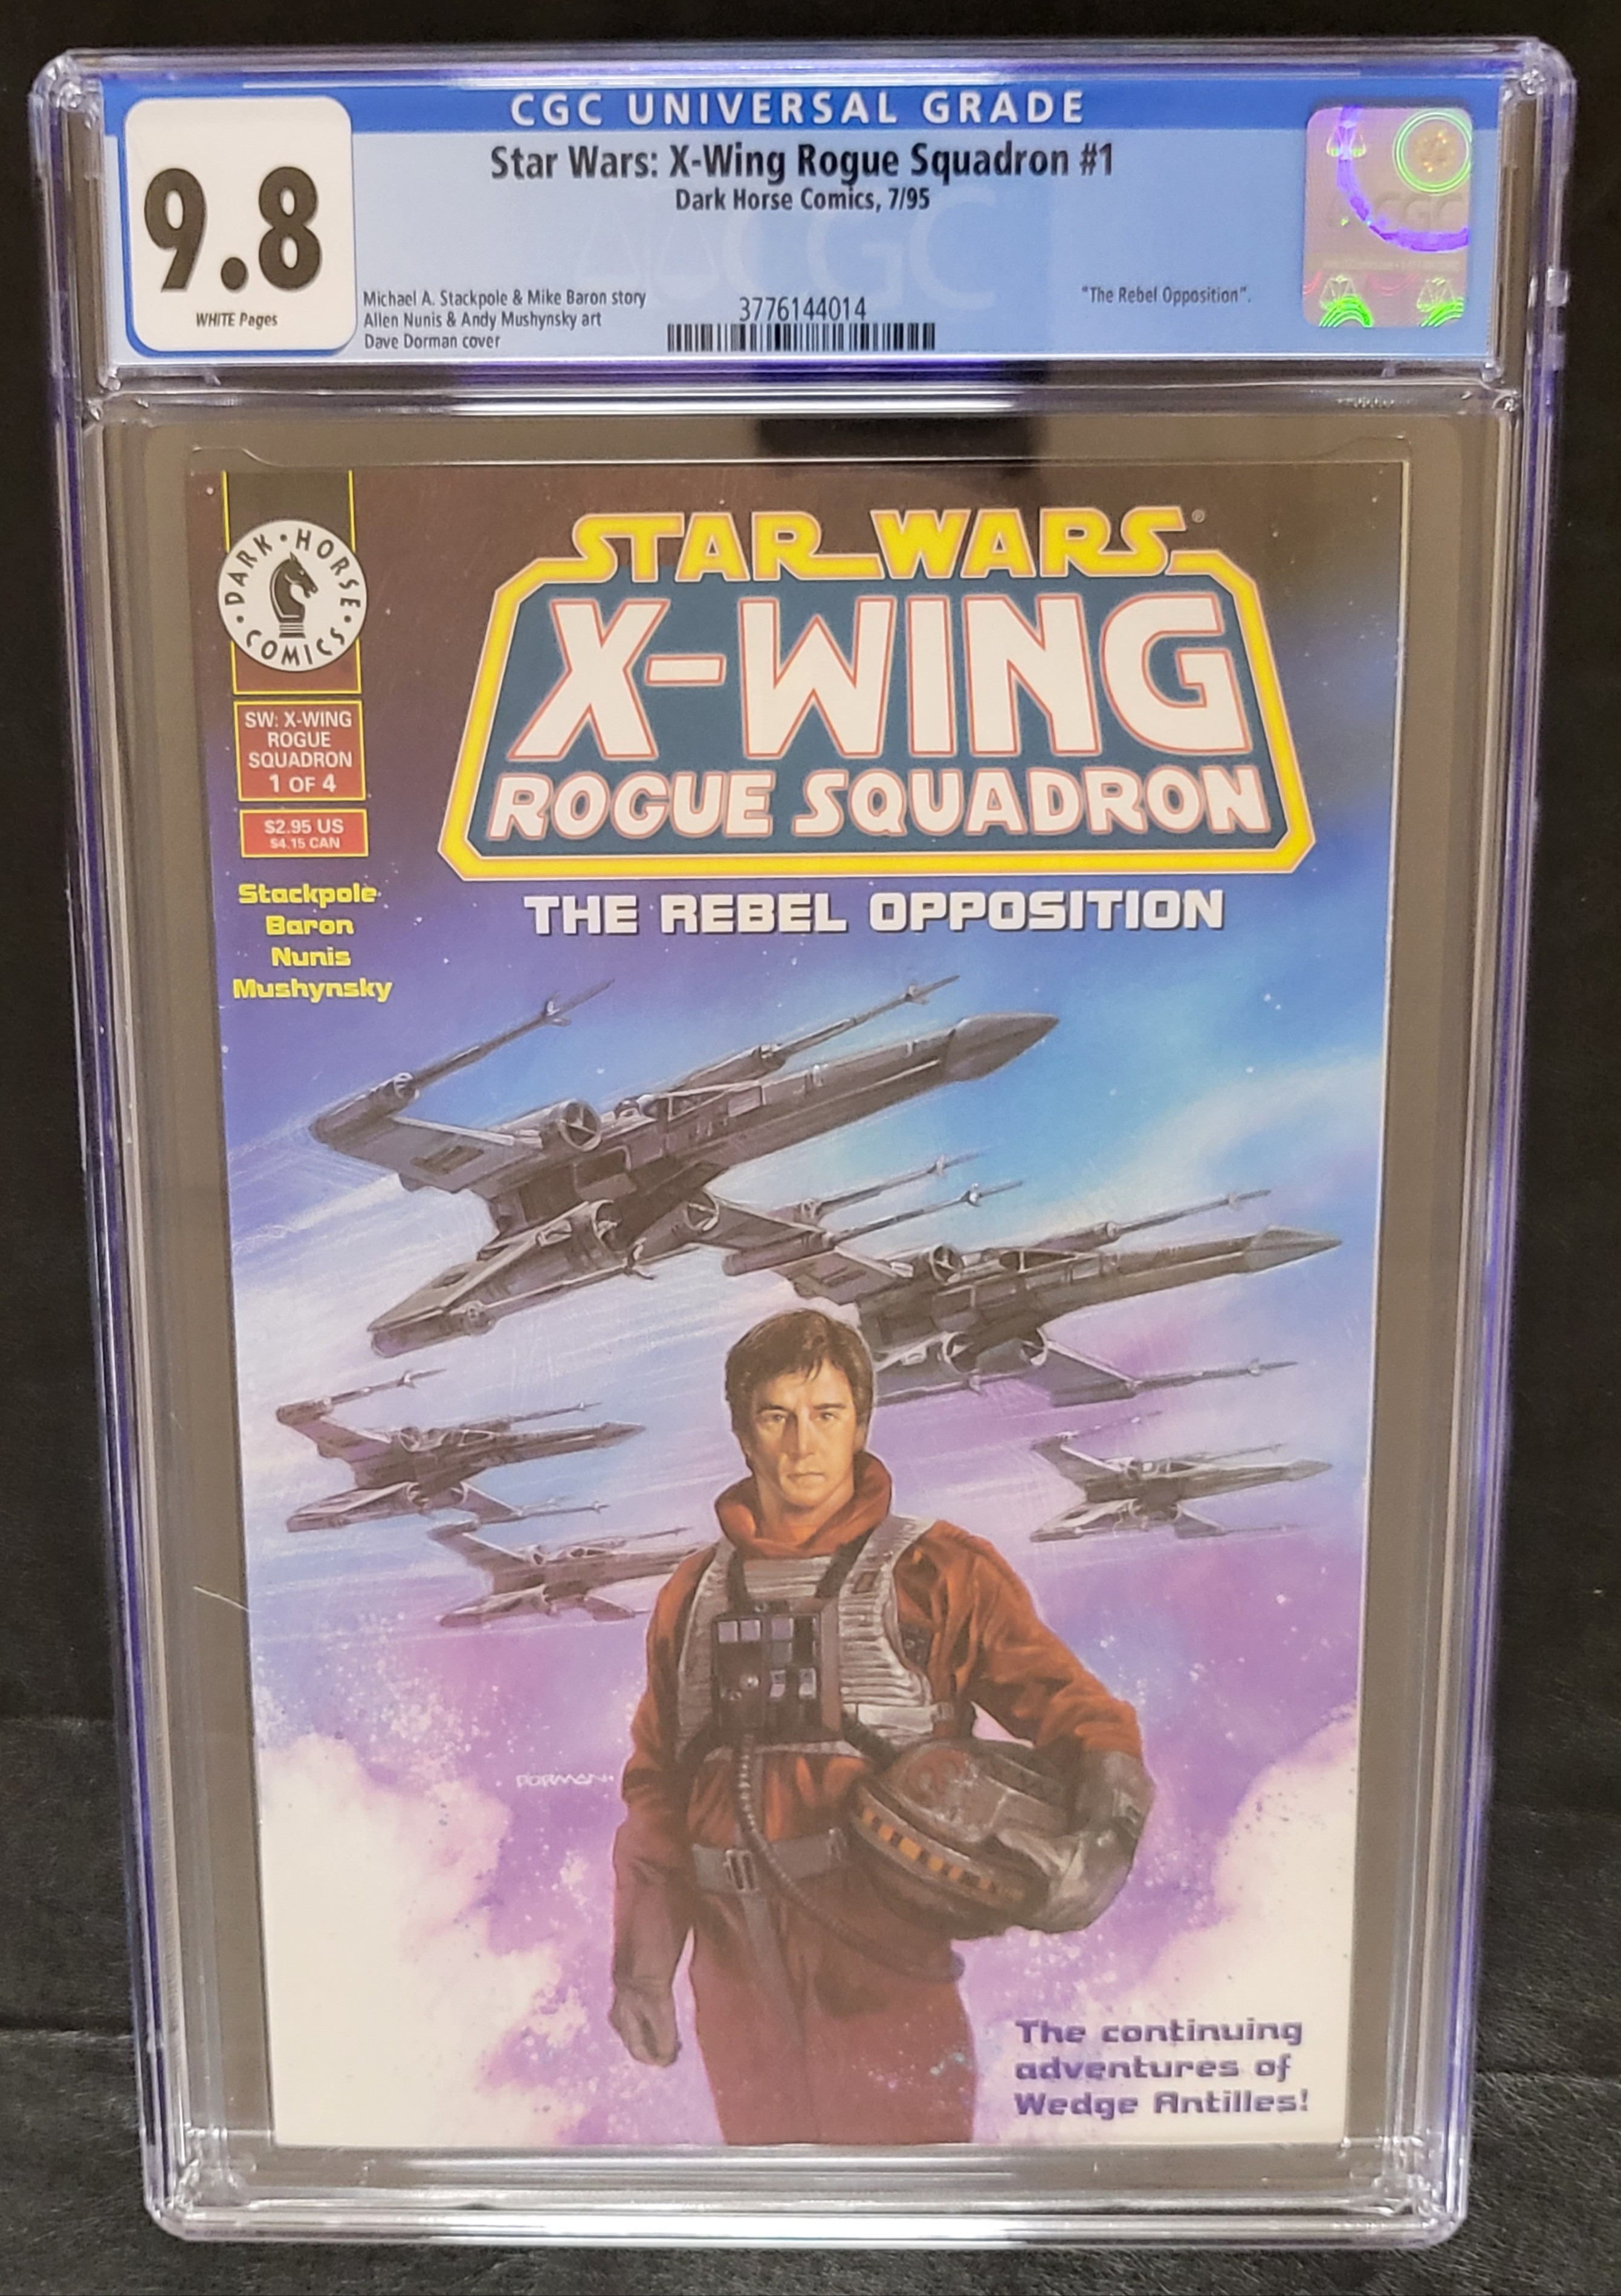 CGC UNIVERSAL GRADE
9.8
WHITE Pages
Star Wars: X-Wing Rogue Squadron #1
Dark Horse Comics, 7/95
Michael A. Stackpole & Mike Baron story
Allen Nunis & Andy Mushynsky art
Dave Dorman cover
3776144014
"The Rebel Opposition".
CGC
CGC
DARK HORSE COMICS
STAR WARS®
X-WING
ROGUE SQUADRON
THE REBEL OPPOSITION
SW: X-WING
ROGUE
SQUADRON
1 OF 4
$2.95 US
$4.15 CAN
Stackpole
Baron
Nunis
Mushynsky
DORMAN
The continuing
adventures of
Wedge Antilles!